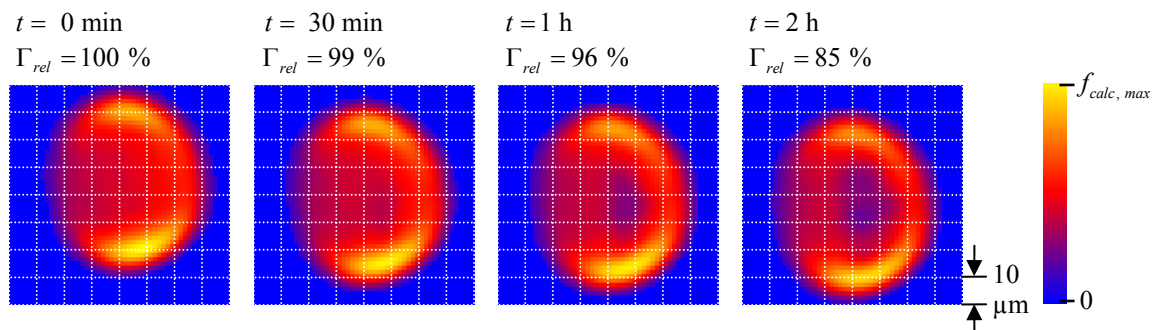 t = 0 min
Γrel = 100 %
t = 30 min
Γrel = 99 %
t = 1 h
Γrel = 96 %
t = 2 h
Γrel = 85 %
fcalc, max
0
10
µm